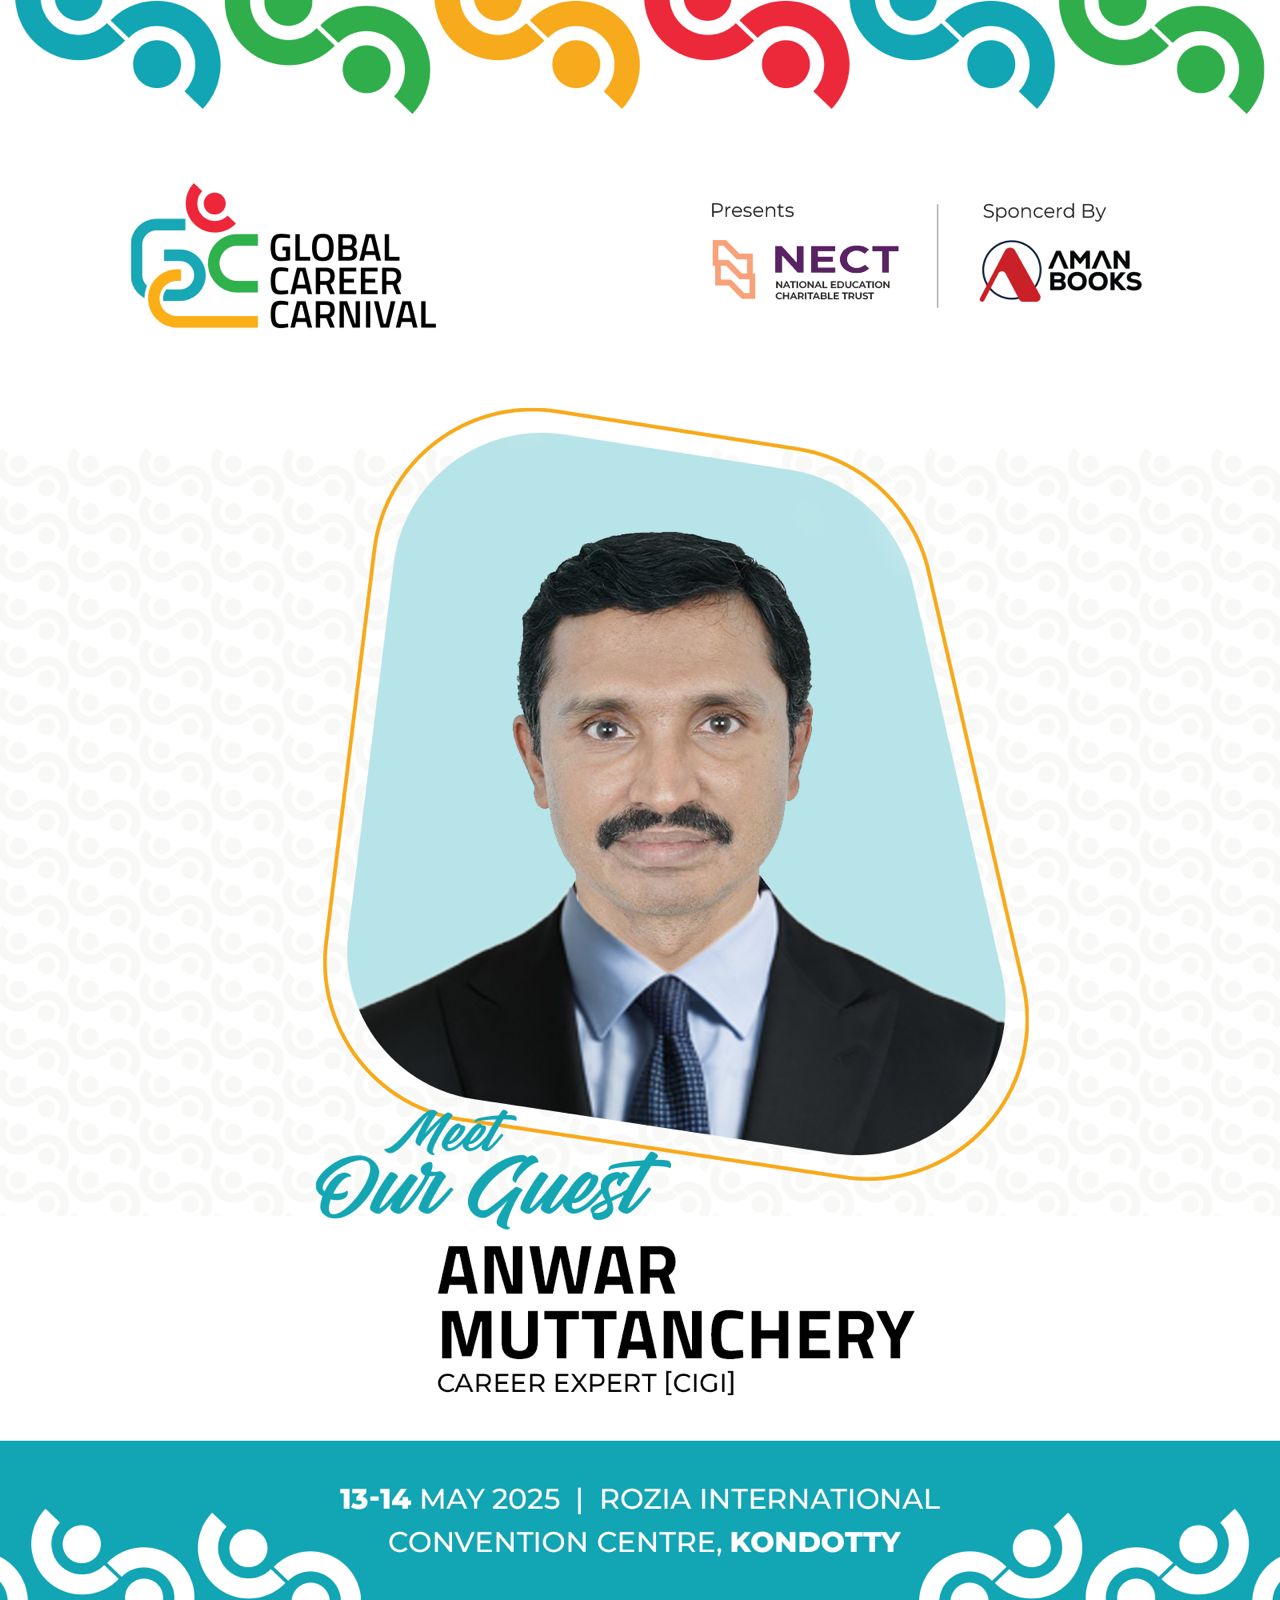 GLOBAL
CAREER
CARNIVAL
Presents
NECT
NATIONAL EDUCATION
CHARITABLE TRUST
Sponcerd By
AMAN
BOOKS
Meet
Our Guest
ANWAR
MUTTANCHERY
CAREER EXPERT [CIGI]
13-14 MAY 2025 | ROZIA INTERNATIONAL
CONVENTION CENTRE, KONDOTTY